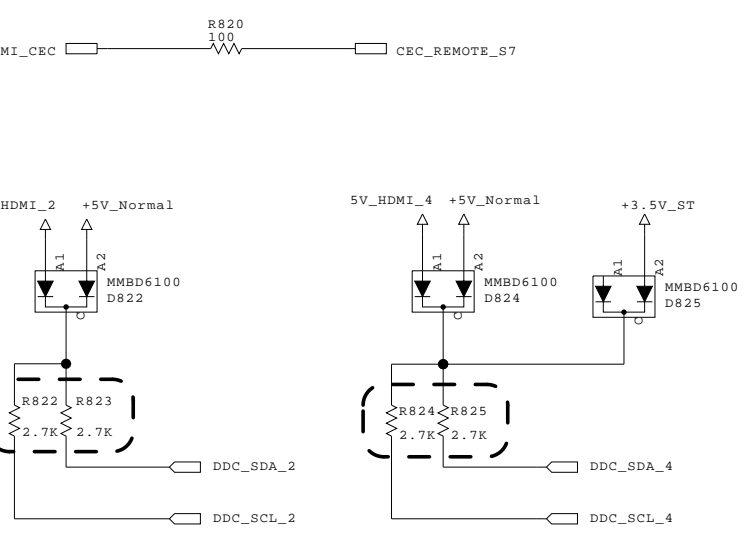 R820
100
MI_CEC
CEC_REMOTE_S7
HDMI_2
+5V_Normal
5V_HDMI_4
+5V_Normal
+3.5V_ST
A1
A2
MMBD6100
D822
C
A1
A2
MMBD6100
D824
C
A1
A2
MMBD6100
D825
C
R822
R823
2.7K
2.7K
R824
R825
2.7K
2.7K
DDC_SDA_2
DDC_SDA_4
DDC_SCL_2
DDC_SCL_4